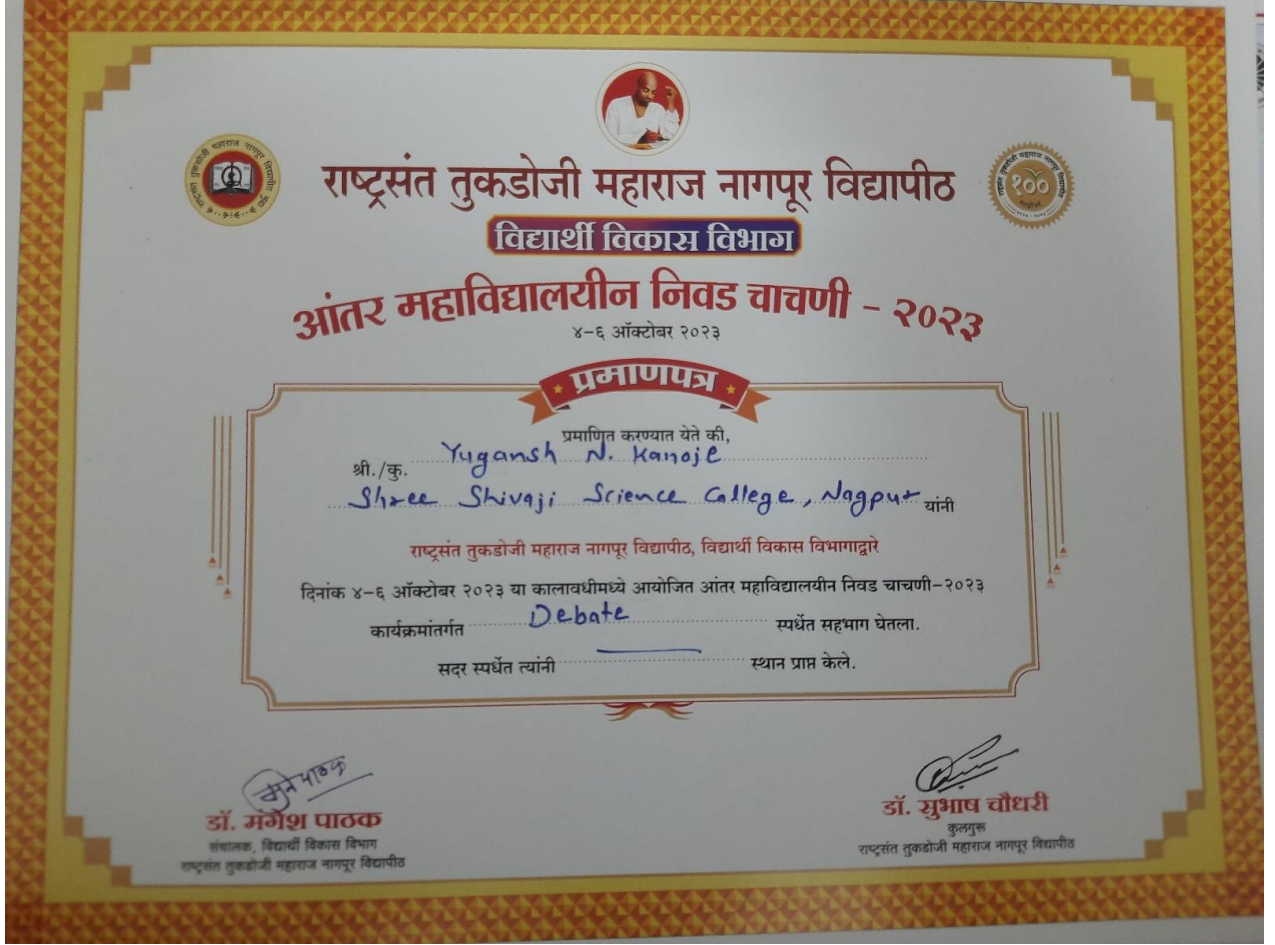 राष्ट्रसंत तुकडोजी महाराज नागपूर विद्यापीठ
१००
विद्यार्थी विकास विभाग
आंतर महाविद्यालयीन निवड चाचणी - २०२३
४-६ ऑक्टोबर २०२३
प्रमाणपत्र
प्रमाणित करण्यात येते की,
श्री./कु. Yugansh N. Kanoje
Shree Shivaji Science College, Nagpur यांनी
राष्ट्रसंत तुकडोजी महाराज नागपूर विद्यापीठ, विद्यार्थी विकास विभागाद्वारे
दिनांक ४-६ ऑक्टोबर २०२३ या कालावधीमध्ये आयोजित आंतर महाविद्यालयीन निवड चाचणी-२०२३
कार्यक्रमांतर्गत Debate स्पर्धेत सहभाग घेतला.
सदर स्पर्धेत त्यांनी स्थान प्राप्त केले.
डॉ. मंगेश पाठक
संचालक, विद्यार्थी विकास विभाग
राष्ट्रसंत तुकडोजी महाराज नागपूर विद्यापीठ
डॉ. सुभाष चौधरी
कुलगुरू
राष्ट्रसंत तुकडोजी महाराज नागपूर विद्यापीठ